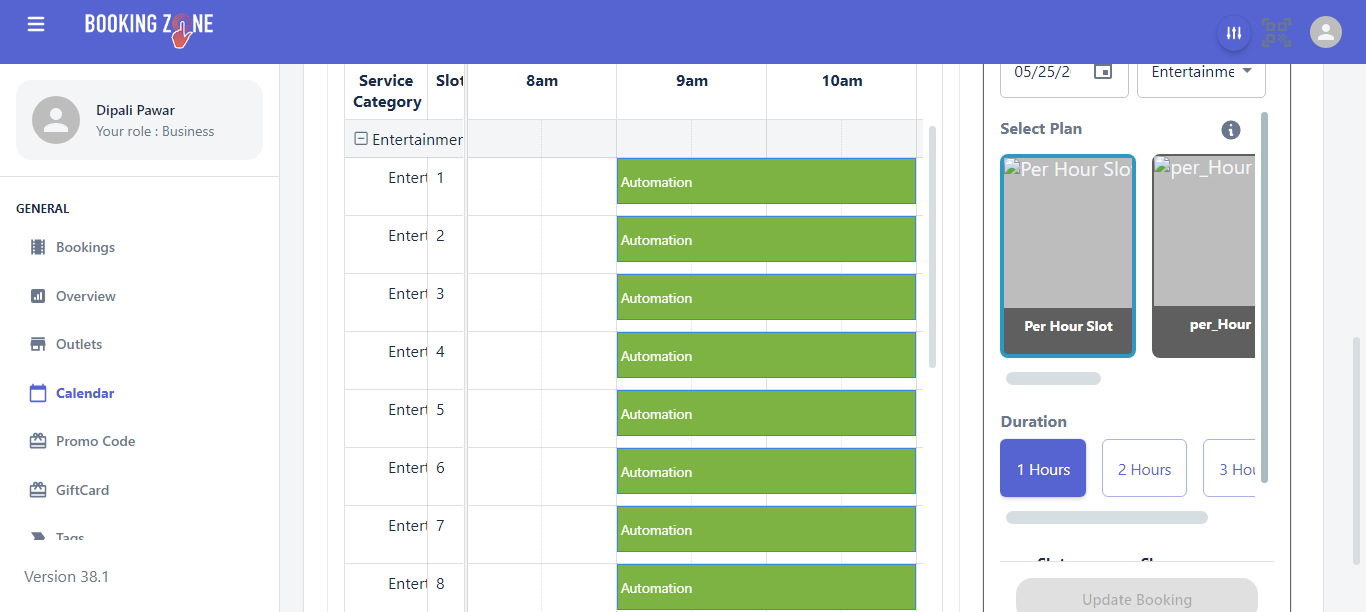 BOOKING ZONE
Dipali Pawar
Your role : Business
GENERAL
Bookings
Overview
Outlets
Calendar
Promo Code
GiftCard
Tags
Version 38.1
Service Category
Slot
8am
9am
10am
Entertainmer
Entert 1 Automation
Entert 2 Automation
Entert 3 Automation
Entert 4 Automation
Entert 5 Automation
Entert 6 Automation
Entert 7 Automation
Entert 8 Automation
05/25/2
Entertainme
Select Plan
Per Hour Slo
per_Hour
Per Hour Slot
per_Hour
Duration
1 Hours
2 Hours
3 Hou
Update Booking